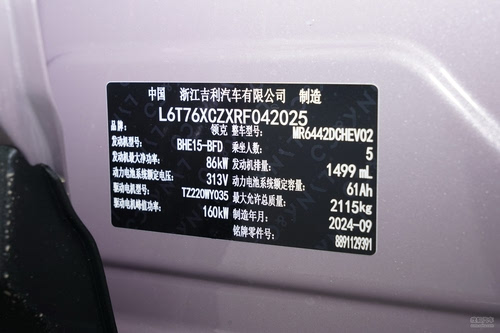 中国 浙江吉利汽车有限公司 制造
L6T76XCZXRF042025
品牌 领克 整车型号 MR6442DCHEV02
发动机型号 BHE15-BFD 乘坐人数 5
发动机最大净功率 86kW 发动机排量 1499 mL
动力电池系统额定电压 313V 动力电池系统额定容量 61Ah
驱动电机型号 TZ220WY035 最大允许总质量 2115kg
驱动电机峰值功率 160kW 制造年月 2024-09
铭牌零件号 8891129391